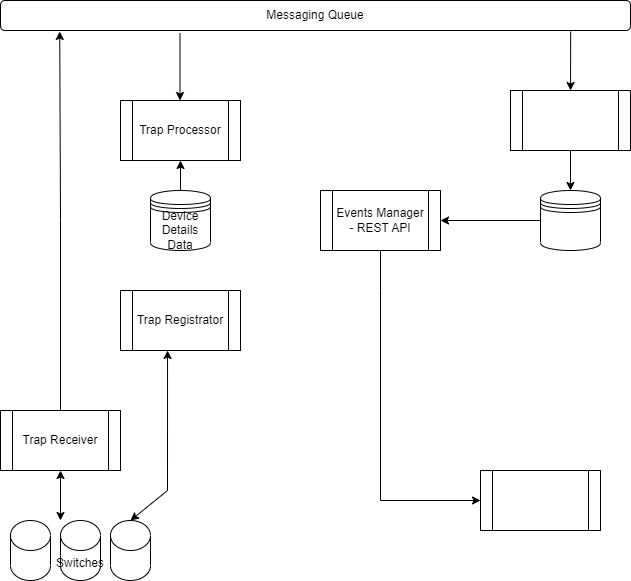 Messaging Queue
Trap Processor
Device
Details
Data
Events Manager
- REST API
Trap Registrator
Trap Receiver
Switches